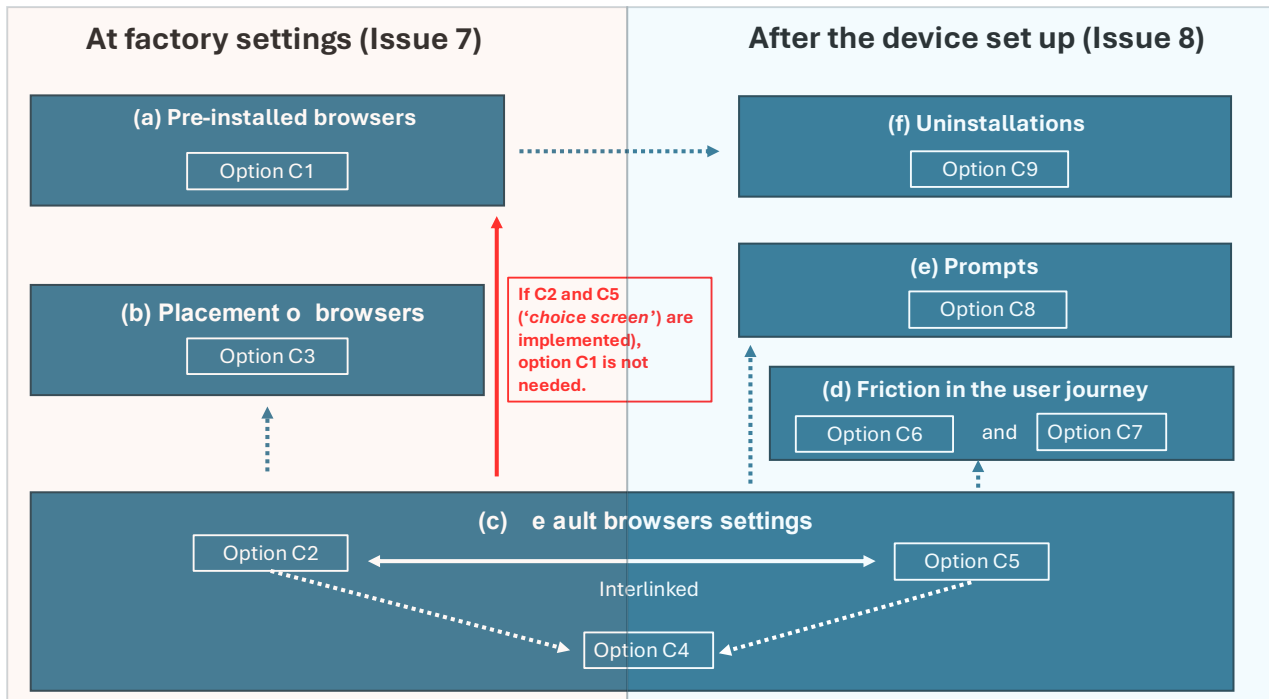 At factory settings (Issue 7)
(a) Pre-installed browsers
Option C1
(b) Placement o browsers
Option C3
If C2 and C5
(‘choice screen’) are
implemented),
option C1 is not
needed.
After the device set up (Issue 8)
(f) Uninstallations
Option C9
(e) Prompts
Option C8
(d) Friction in the user journey
Option C6 and Option C7
(c) e ault browsers settings
Option C2
Option C5
Interlinked
Option C4